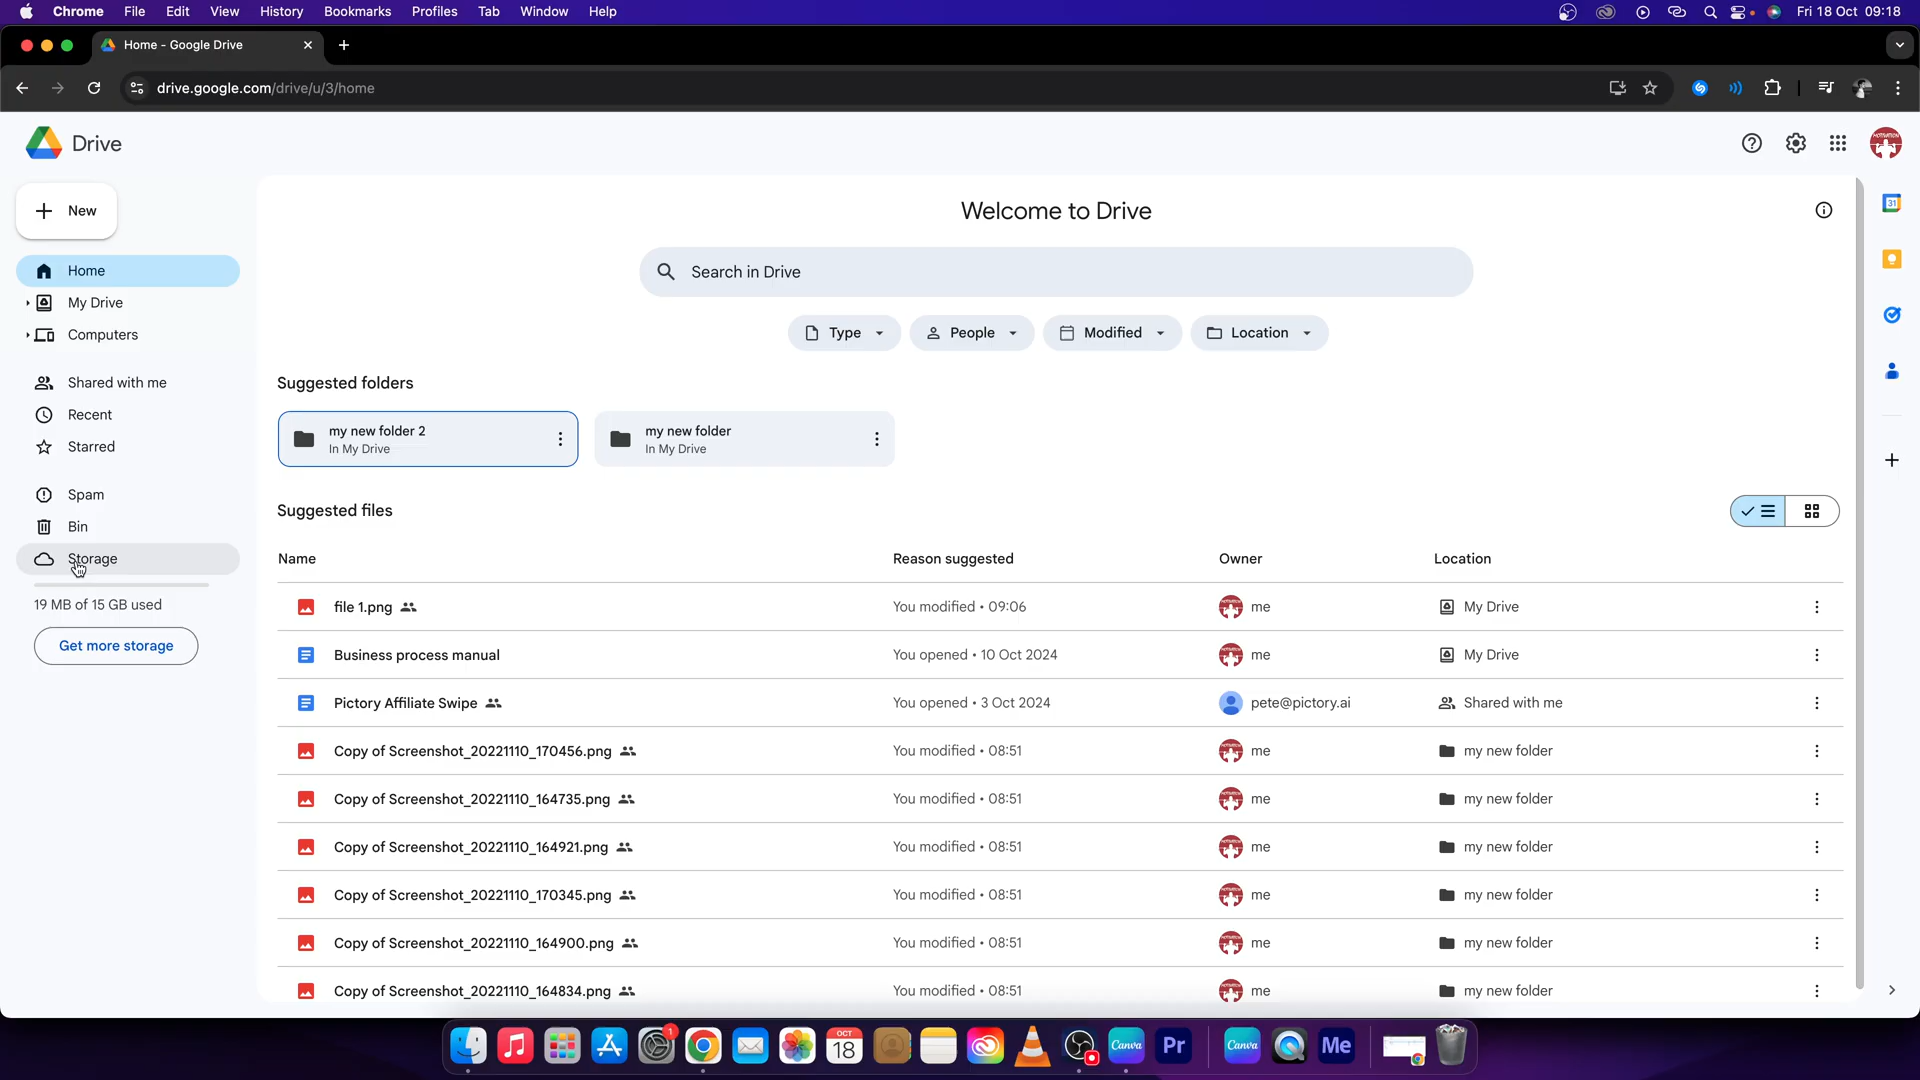 Chrome File Edit View History Bookmarks Profiles Tab Window Help Fri 18 Oct 09:18
Home - Google Drive
drive.google.com/drive/u/3/home
Drive
New
Home
My Drive
Computers
Shared with me
Recent
Starred
Spam
Bin
Storage
19 MB of 15 GB used
Get more storage
Welcome to Drive
Search in Drive
Type People Modified Location
Suggested folders
my new folder 2
In My Drive
my new folder
In My Drive
Suggested files
Name Reason suggested Owner Location
file 1.png You modified • 09:06 me My Drive
Business process manual You opened • 10 Oct 2024 me My Drive
Pictory Affiliate Swipe You opened • 3 Oct 2024 pete@pictory.ai Shared with me
Copy of Screenshot_20221110_170456.png You modified • 08:51 me my new folder
Copy of Screenshot_20221110_164735.png You modified • 08:51 me my new folder
Copy of Screenshot_20221110_164921.png You modified • 08:51 me my new folder
Copy of Screenshot_20221110_170345.png You modified • 08:51 me my new folder
Copy of Screenshot_20221110_164900.png You modified • 08:51 me my new folder
Copy of Screenshot_20221110_164834.png You modified • 08:51 me my new folder
MOTIVATION
31
1
OCT
18
Canva
Pr
Canva
Me